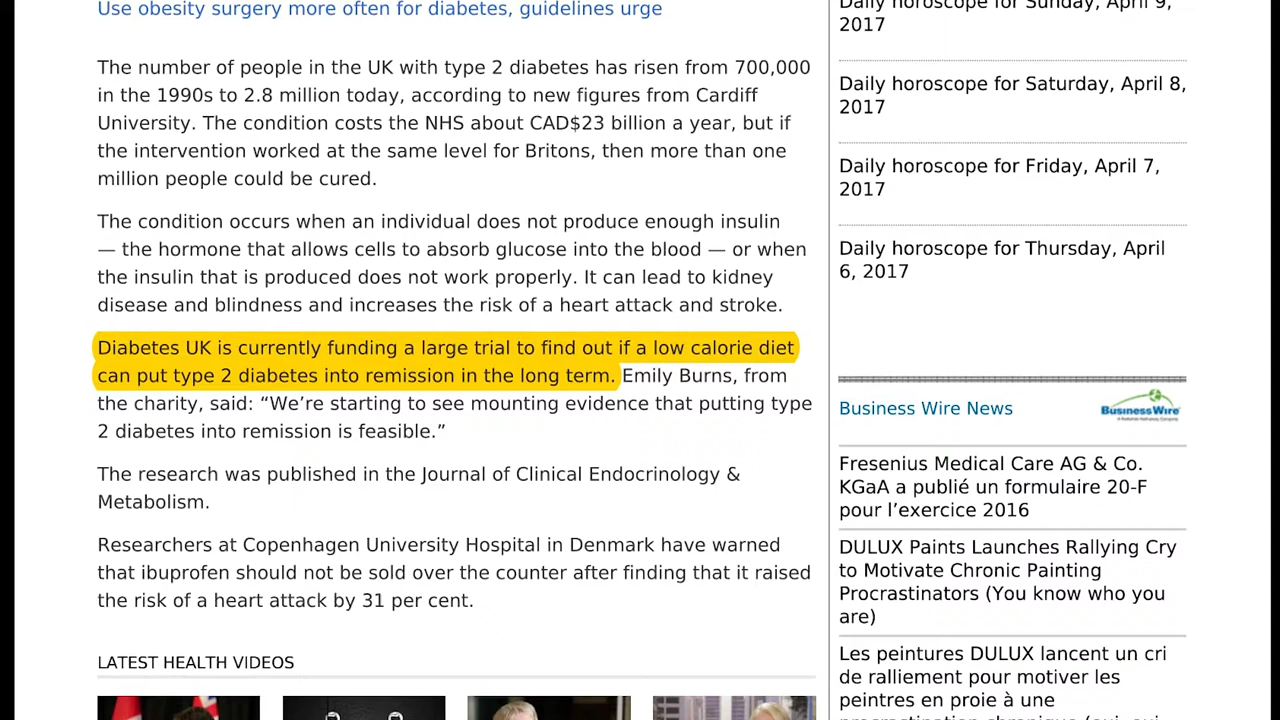 Use obesity surgery more often for diabetes, guidelines urge
The number of people in the UK with type 2 diabetes has risen from 700,000
in the 1990s to 2.8 million today, according to new figures from Cardiff
University. The condition costs the NHS about CAD$23 billion a year, but if
the intervention worked at the same level for Britons, then more than one
million people could be cured.
The condition occurs when an individual does not produce enough insulin
— the hormone that allows cells to absorb glucose into the blood — or when
the insulin that is produced does not work properly. It can lead to kidney
disease and blindness and increases the risk of a heart attack and stroke.
Diabetes UK is currently funding a large trial to find out if a low calorie diet
can put type 2 diabetes into remission in the long term. Emily Burns, from
the charity, said: “We’re starting to see mounting evidence that putting type
2 diabetes into remission is feasible.”
The research was published in the Journal of Clinical Endocrinology &
Metabolism.
Researchers at Copenhagen University Hospital in Denmark have warned
that ibuprofen should not be sold over the counter after finding that it raised
the risk of a heart attack by 31 per cent.
LATEST HEALTH VIDEOS
Daily horoscope for Sunday, April 9,
2017
Daily horoscope for Saturday, April 8,
2017
Daily horoscope for Friday, April 7,
2017
Daily horoscope for Thursday, April
6, 2017
Business Wire News
BusinessWire
A Berkshire Hathaway Company
Fresenius Medical Care AG & Co.
KGaA a publié un formulaire 20-F
pour l’exercice 2016
DULUX Paints Launches Rallying Cry
to Motivate Chronic Painting
Procrastinators (You know who you
are)
Les peintures DULUX lancent un cri
de ralliement pour motiver les
peintres en proie à une
procrastination chronique (oui, oui